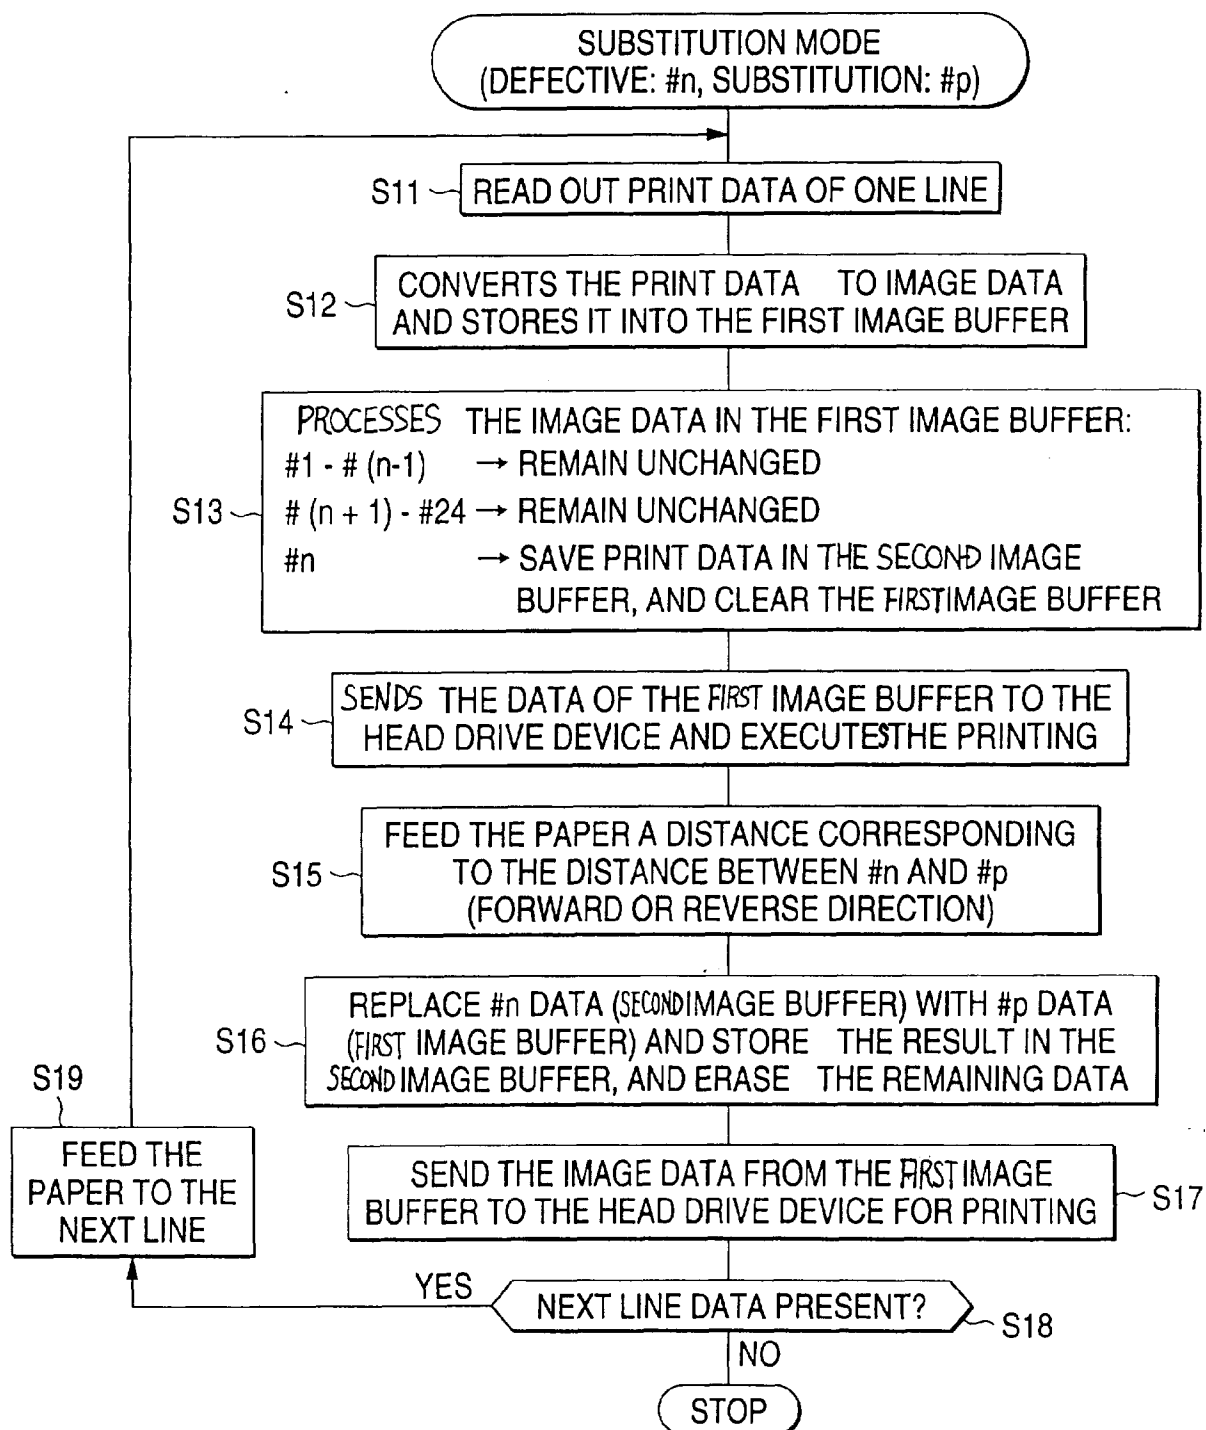 SUBSTITUTION MODE
(DEFECTIVE: #n, SUBSTITUTION: #p)
S11
READ OUT PRINT DATA OF ONE LINE
S12
CONVERTS THE PRINT DATA TO IMAGE DATA
AND STORES IT INTO THE FIRST IMAGE BUFFER
S13
PROCESSES THE IMAGE DATA IN THE FIRST IMAGE BUFFER:
#1 - # (n-1) → REMAIN UNCHANGED
# (n + 1) - #24 → REMAIN UNCHANGED
#n → SAVE PRINT DATA IN THE SECOND IMAGE
BUFFER, AND CLEAR THE FIRST IMAGE BUFFER
S14
SENDS THE DATA OF THE FIRST IMAGE BUFFER TO THE
HEAD DRIVE DEVICE AND EXECUTES THE PRINTING
S15
FEED THE PAPER A DISTANCE CORRESPONDING
TO THE DISTANCE BETWEEN #n AND #p
(FORWARD OR REVERSE DIRECTION)
S16
REPLACE #n DATA (SECOND IMAGE BUFFER) WITH #p DATA
(FIRST IMAGE BUFFER) AND STORE THE RESULT IN THE
SECOND IMAGE BUFFER, AND ERASE THE REMAINING DATA
S17
SEND THE IMAGE DATA FROM THE FIRST IMAGE
BUFFER TO THE HEAD DRIVE DEVICE FOR PRINTING
S18
NEXT LINE DATA PRESENT?
YES
NO
S19
FEED THE
PAPER TO THE
NEXT LINE
STOP